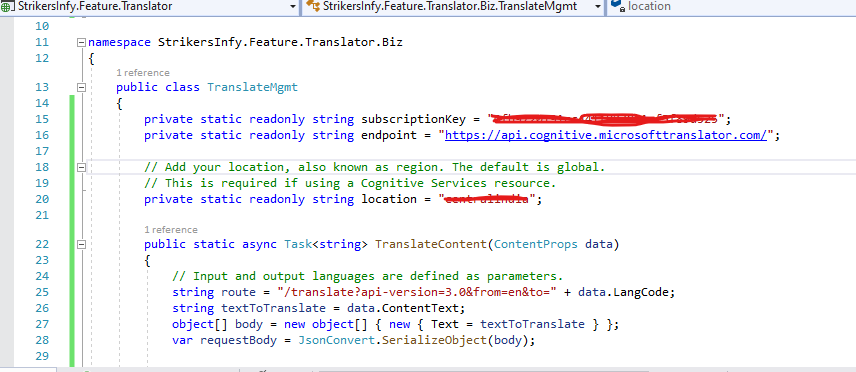 StrikersInfy.Feature.Translator StrikersInfy.Feature.Translator.Biz.TranslateMgmt location
10
11 namespace StrikersInfy.Feature.Translator.Biz
12 {
1 reference
13 public class TranslateMgmt
14 {
15 private static readonly string subscriptionKey = "";
16 private static readonly string endpoint = "https://api.cognitive.microsofttranslator.com/";
17
18 // Add your location, also known as region. The default is global.
19 // This is required if using a Cognitive Services resource.
20 private static readonly string location = "";
21
1 reference
22 public static async Task<string> TranslateContent(ContentProps data)
23 {
24 // Input and output languages are defined as parameters.
25 string route = "/translate?api-version=3.0&from=en&to=" + data.LangCode;
26 string textToTranslate = data.ContentText;
27 object[] body = new object[] { new { Text = textToTranslate } };
28 var requestBody = JsonConvert.SerializeObject(body);
29